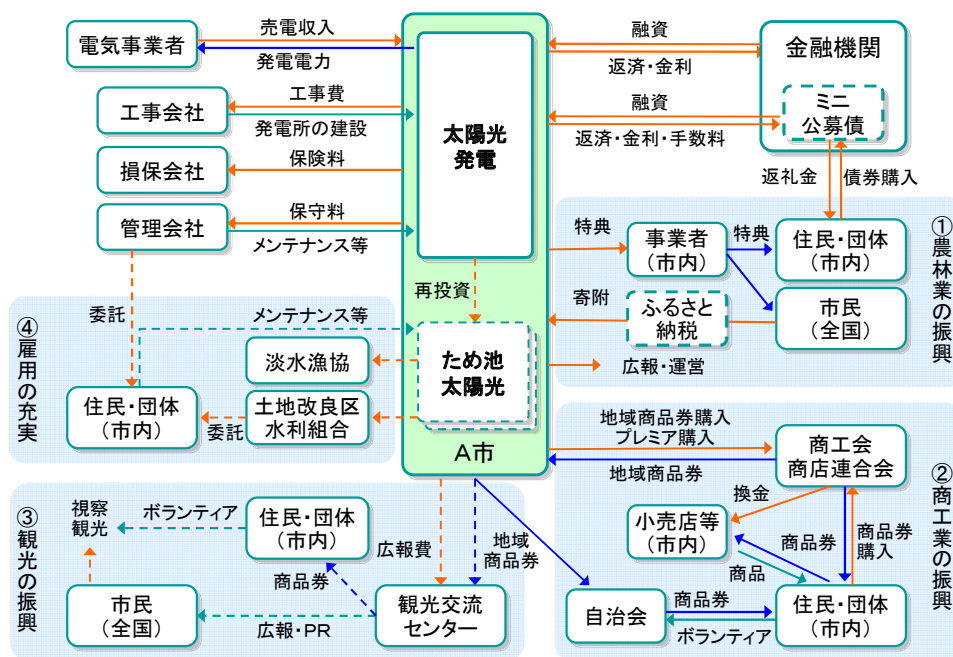 電気事業者
売電収入
発電電力
工事会社
工事費
発電所の建設
損保会社
保険料
管理会社
保守料
メンテナンス等
太陽光
発電
融資
返済・金利
融資
返済・金利・手数料
金融機関
ミニ
公募債
返礼金
債券購入
特典
事業者
(市内)
特典
住民・団体
(市内)
寄附
ふるさと
納税
市民
(全国)
広報・運営
①農林業の振興
再投資
ため池
太陽光
A市
④雇用の充実
委託
メンテナンス等
淡水漁協
住民・団体
(市内)
委託
土地改良区
水利組合
③観光の振興
視察
観光
ボランティア
住民・団体
(市内)
広報費
地域
商品券
商品券
市民
(全国)
広報・PR
観光交流
センター
地域商品券購入
プレミア購入
地域商品券
商工会
商店連合会
②商工業の振興
換金
小売店等
(市内)
商品券
商品
商品券
購入
自治会
商品券
ボランティア
住民・団体
(市内)